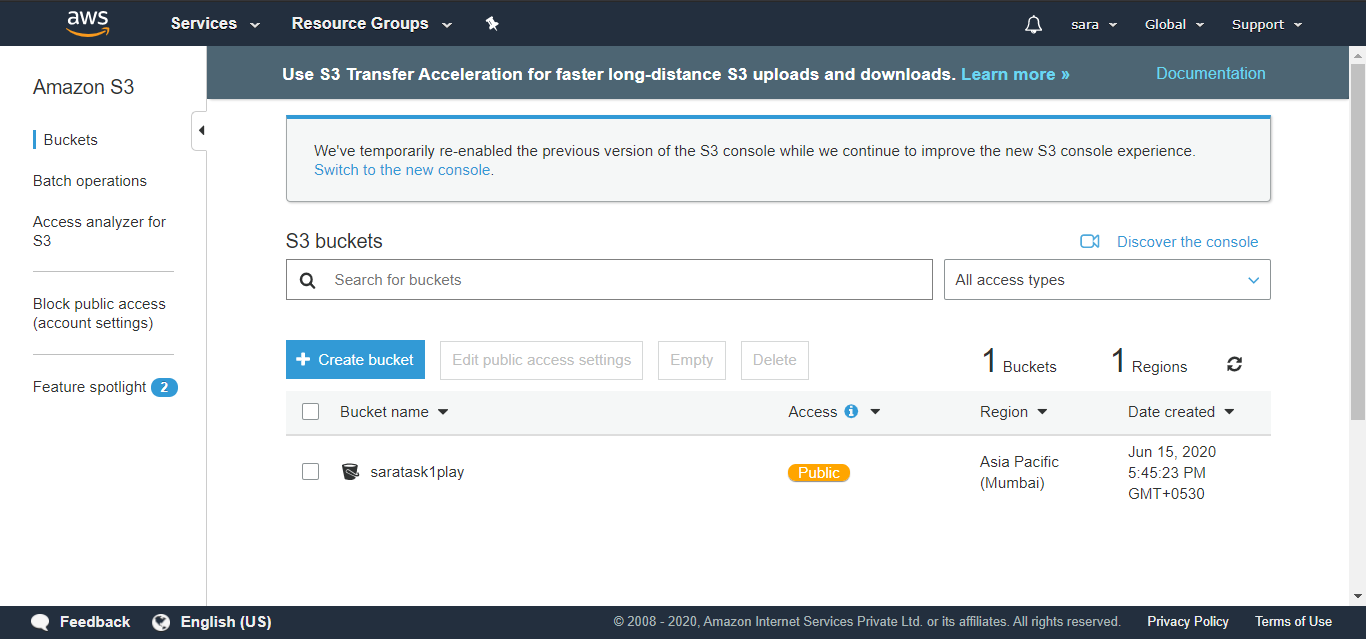 aws
Services
Resource Groups
sara
Global
Support
Amazon S3
Buckets
Batch operations
Access analyzer for
S3
Block public access
(account settings)
Feature spotlight 2
Use S3 Transfer Acceleration for faster long-distance S3 uploads and downloads. Learn more »
Documentation
We've temporarily re-enabled the previous version of the S3 console while we continue to improve the new S3 console experience.
Switch to the new console.
S3 buckets
Discover the console
Search for buckets
All access types
+ Create bucket
Edit public access settings
Empty
Delete
1 Buckets
1 Regions
Bucket name
Access
Region
Date created
saratask1play
Public
Asia Pacific
(Mumbai)
Jun 15, 2020
5:45:23 PM
GMT+0530
Feedback
English (US)
© 2008 - 2020, Amazon Internet Services Private Ltd. or its affiliates. All rights reserved.
Privacy Policy
Terms of Use